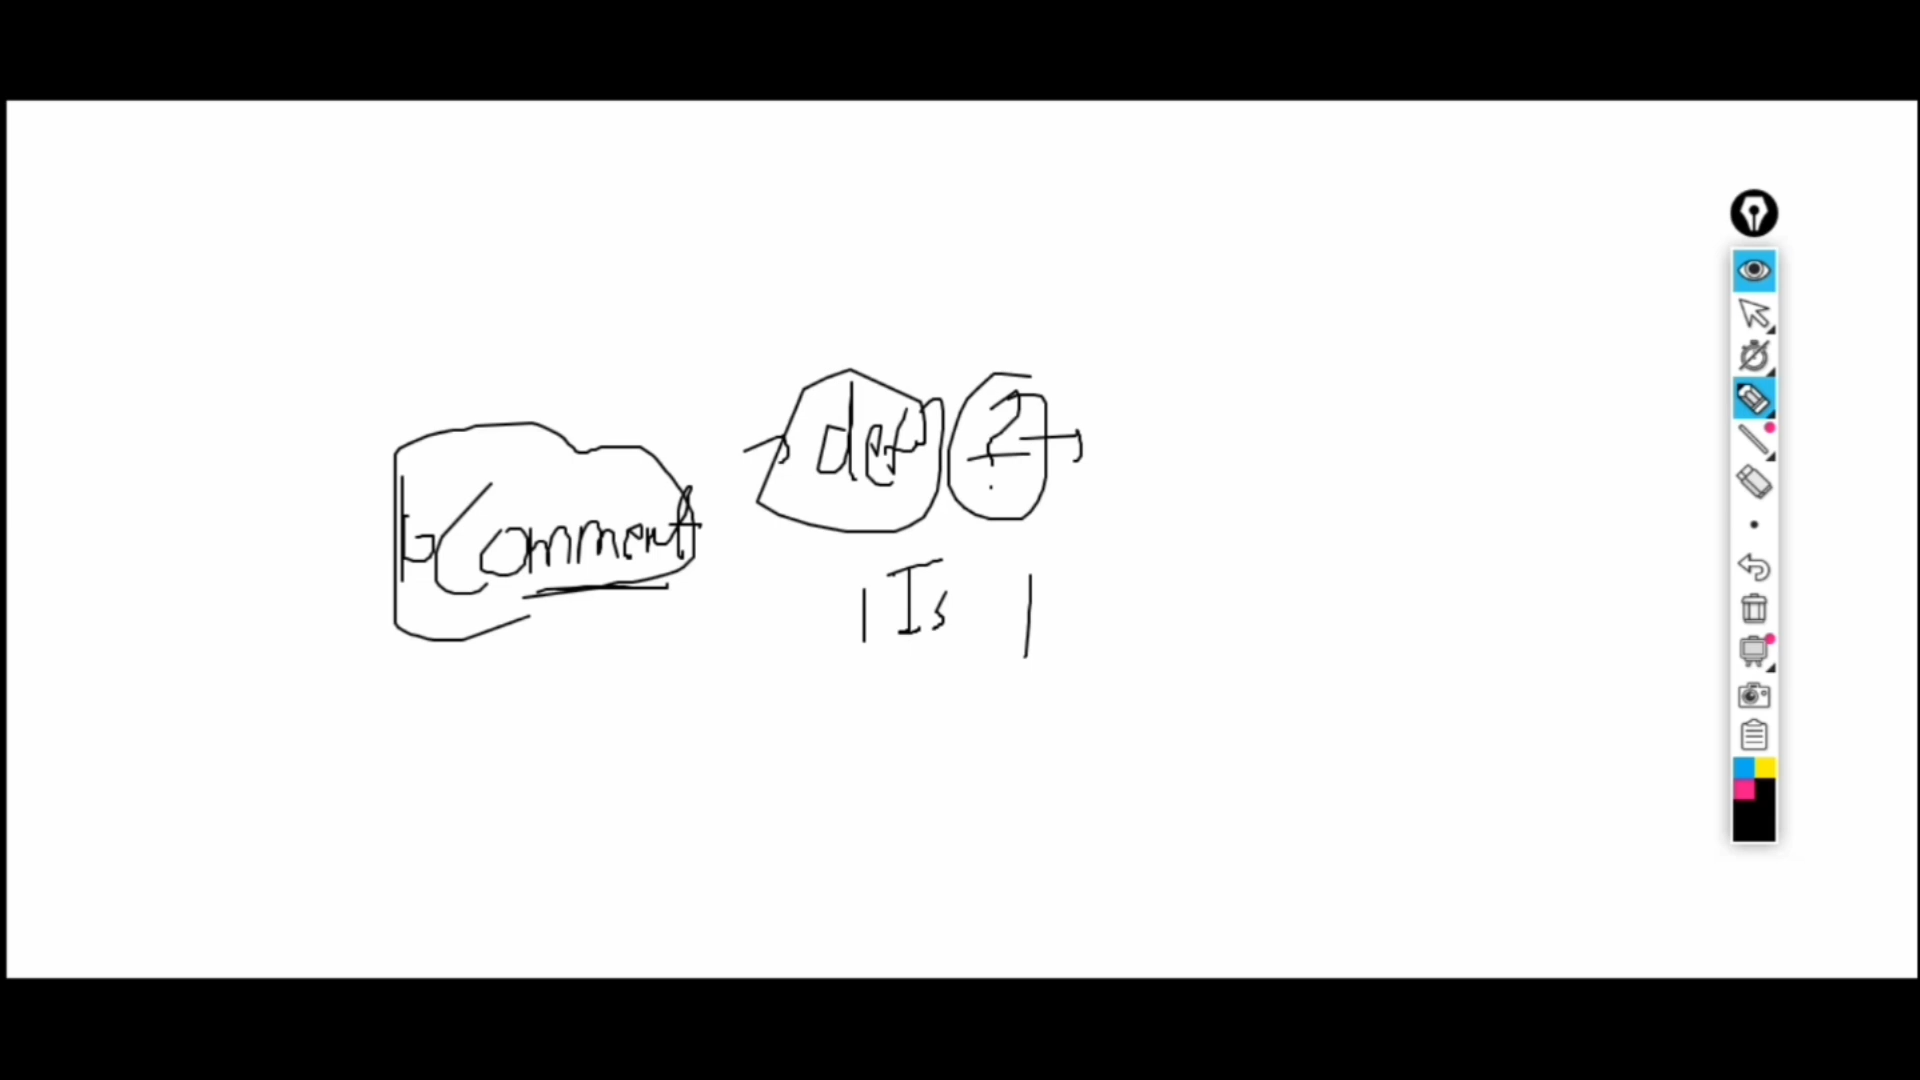 def ?
Comment
Is